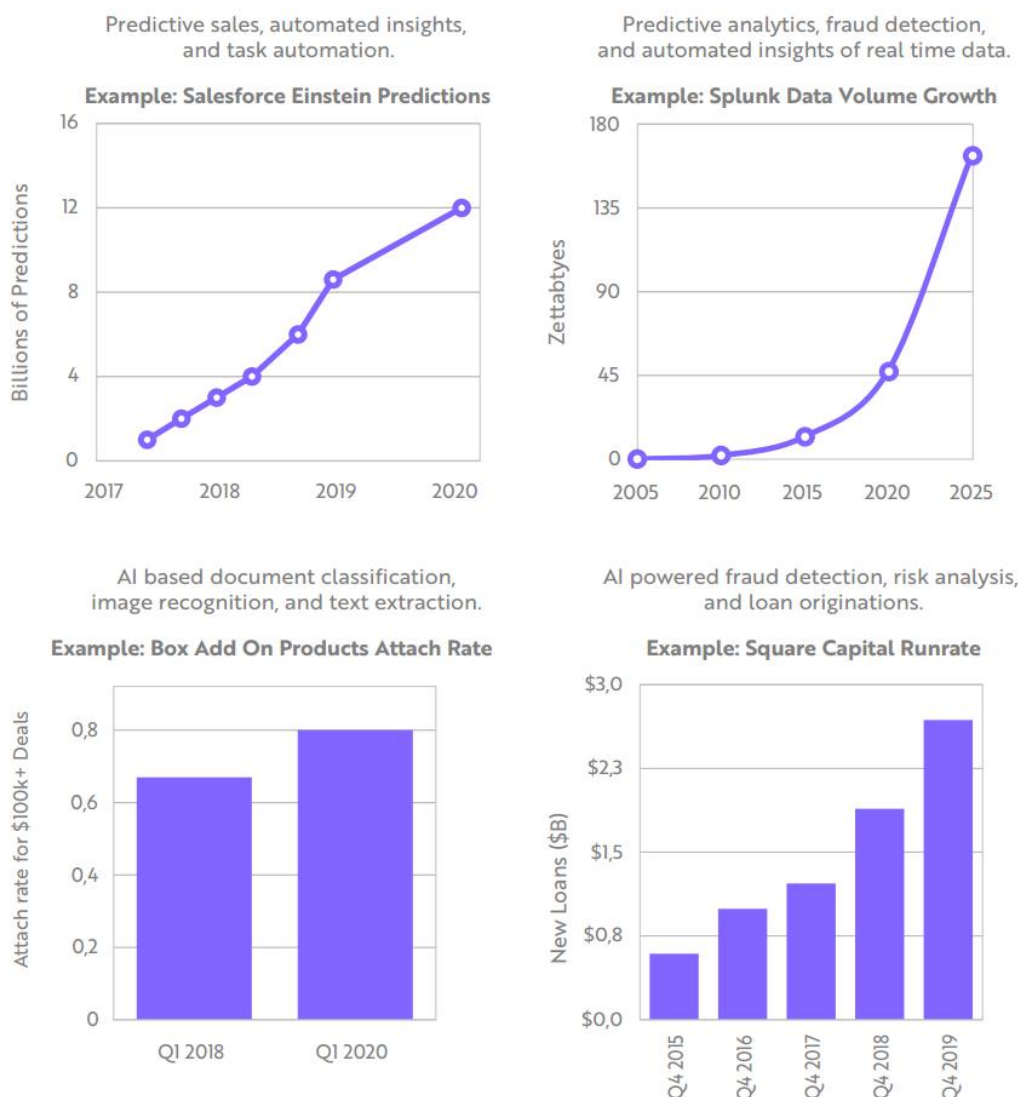 Predictive sales, automated insights,
and task automation.
Example: Salesforce Einstein Predictions
16
12
8
4
0
Billions of Predictions
2017
2018
2019
2020
Predictive analytics, fraud detection,
and automated insights of real time data.
Example: Splunk Data Volume Growth
180
135
90
45
0
Zettabtyes
2005
2010
2015
2020
2025
AI based document classification,
image recognition, and text extraction.
Example: Box Add On Products Attach Rate
0,8
0,6
0,4
0,2
0
Attach rate for $100k+ Deals
Q1 2018
Q1 2020
AI powered fraud detection, risk analysis,
and loan originations.
Example: Square Capital Runrate
$3,0
$2,3
$1,5
$0,8
$0,0
New Loans ($B)
Q4 2015
Q4 2016
Q4 2017
Q4 2018
Q4 2019